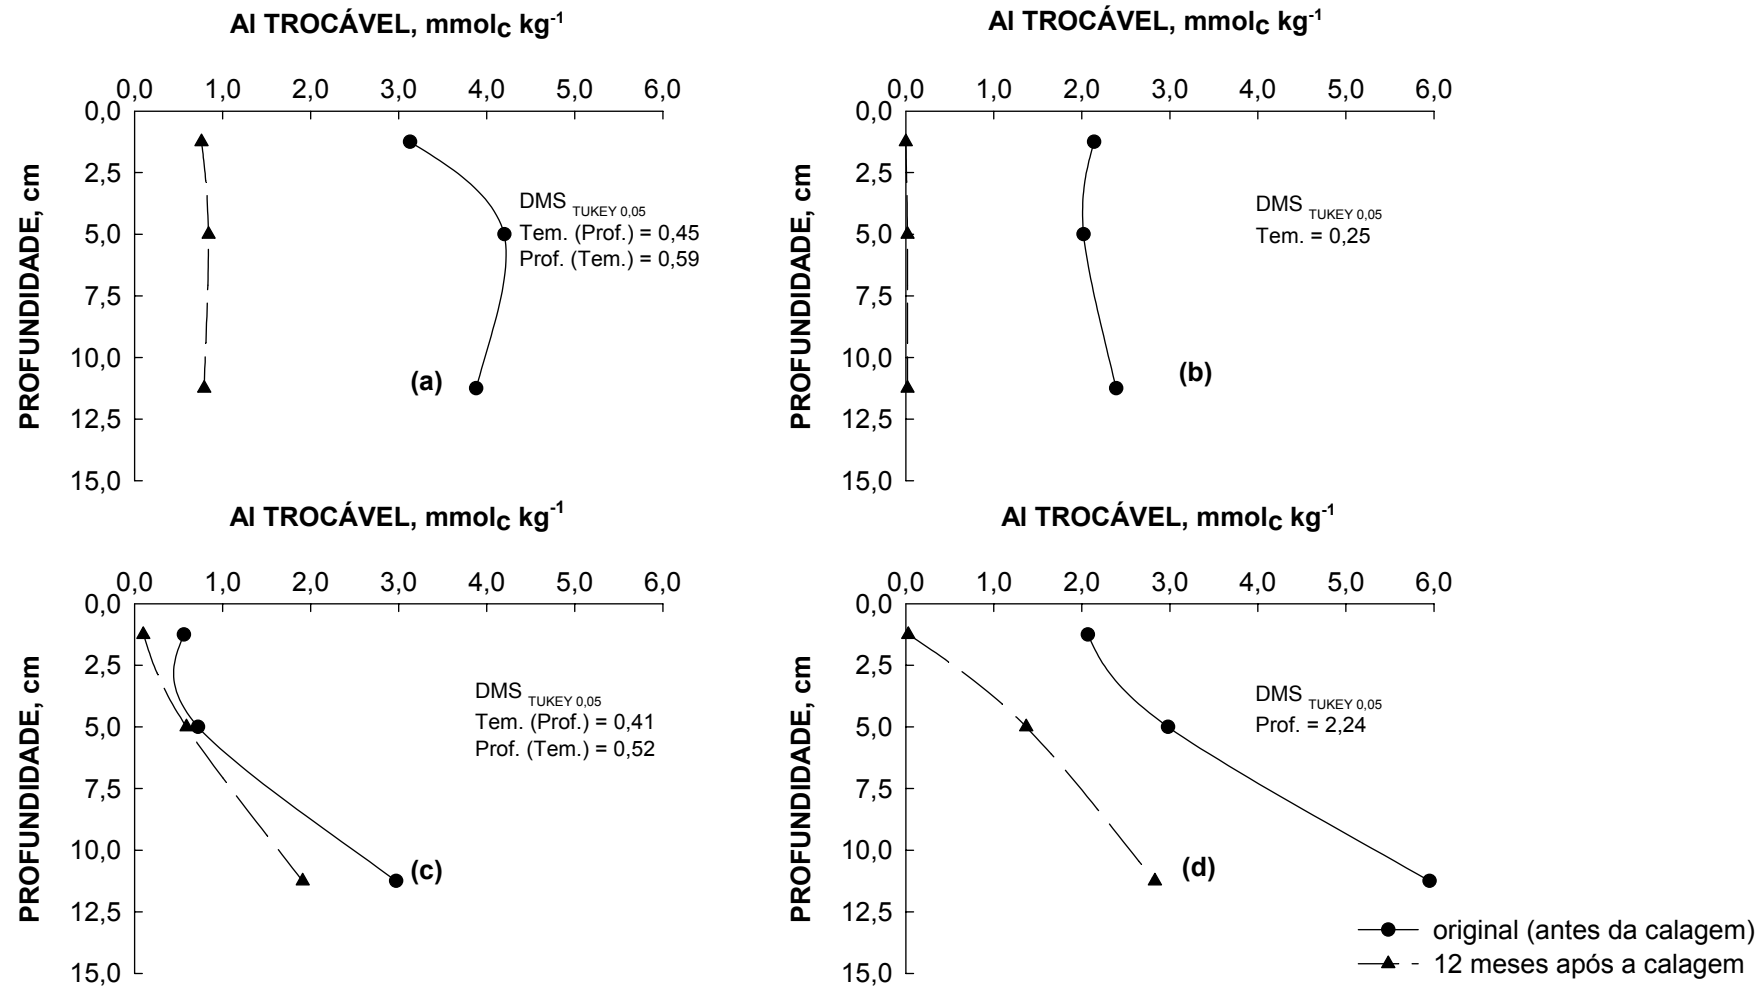 Al TROCÁVEL, mmolc kg-1
0,0 1,0 2,0 3,0 4,0 5,0 6,0
0,0
2,5
5,0
7,5
10,0
12,5
15,0
PROFUNDIDADE, cm
DMS TUKEY 0,05
Tem. (Prof.) = 0,45
Prof. (Tem.) = 0,59
(a)
Al TROCÁVEL, mmolc kg-1
0,0 1,0 2,0 3,0 4,0 5,0 6,0
0,0
2,5
5,0
7,5
10,0
12,5
15,0
PROFUNDIDADE, cm
DMS TUKEY 0,05
Tem. = 0,25
(b)
Al TROCÁVEL, mmolc kg-1
0,0 1,0 2,0 3,0 4,0 5,0 6,0
0,0
2,5
5,0
7,5
10,0
12,5
15,0
PROFUNDIDADE, cm
DMS TUKEY 0,05
Tem. (Prof.) = 0,41
Prof. (Tem.) = 0,52
(c)
Al TROCÁVEL, mmolc kg-1
0,0 1,0 2,0 3,0 4,0 5,0 6,0
0,0
2,5
5,0
7,5
10,0
12,5
15,0
PROFUNDIDADE, cm
DMS TUKEY 0,05
Prof. = 2,24
(d)
original (antes da calagem)
12 meses após a calagem